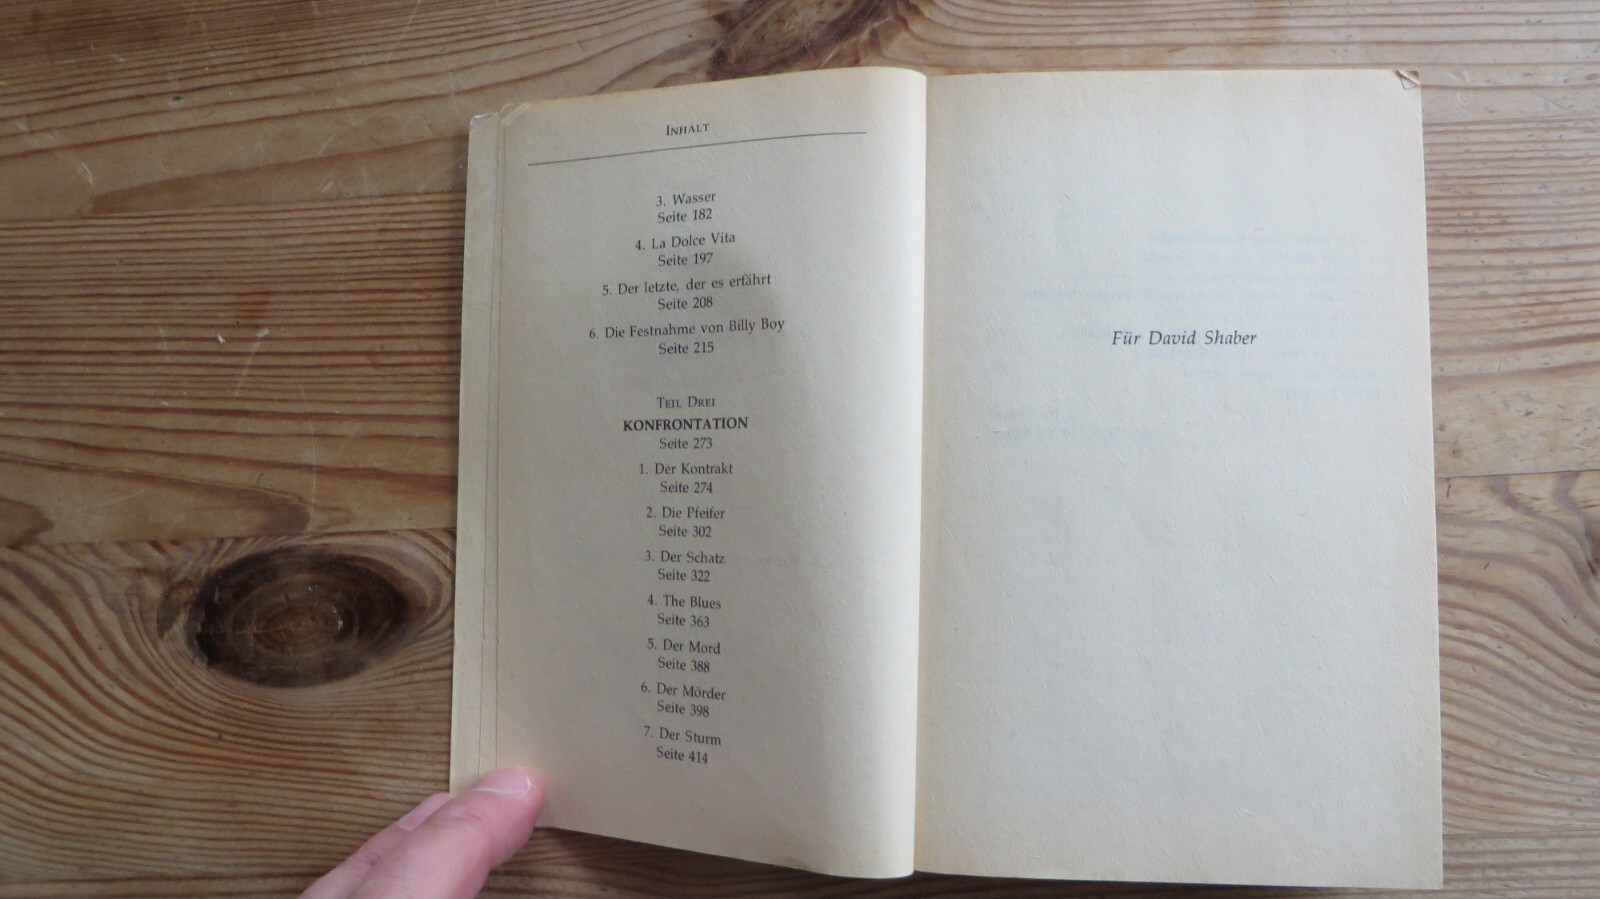 INHALT
3. Wasser
Seite 182
4. La Dolce Vita
Seite 197
5. Der letzte, der es erfährt
Seite 208
6. Die Festnahme von Billy Boy
Seite 215
TEIL DREI
KONFRONTATION
Seite 273
1. Der Kontrakt
Seite 274
2. Die Pfeifer
Seite 302
3. Der Schatz
Seite 322
4. The Blues
Seite 363
5. Der Mord
Seite 388
6. Der Mörder
Seite 398
7. Der Sturm
Seite 414
Für David Shaber